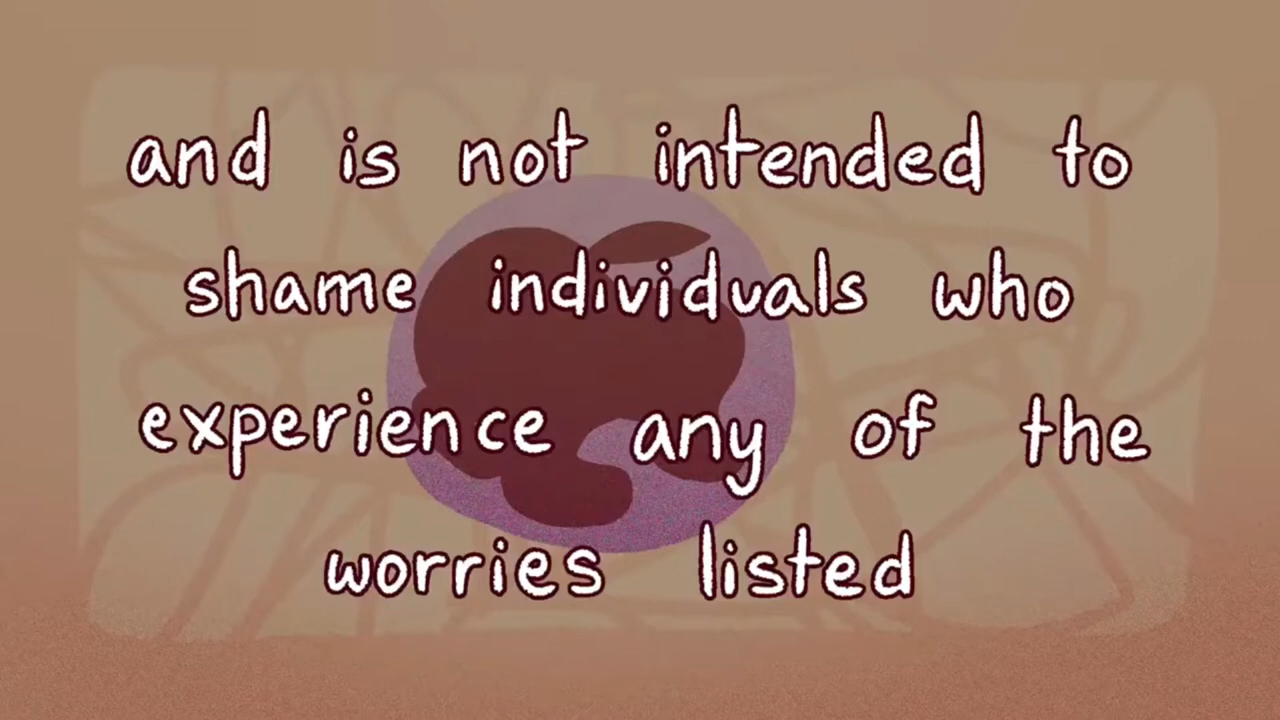 and is not intended to
shame individuals who
experience any of the
worries listed